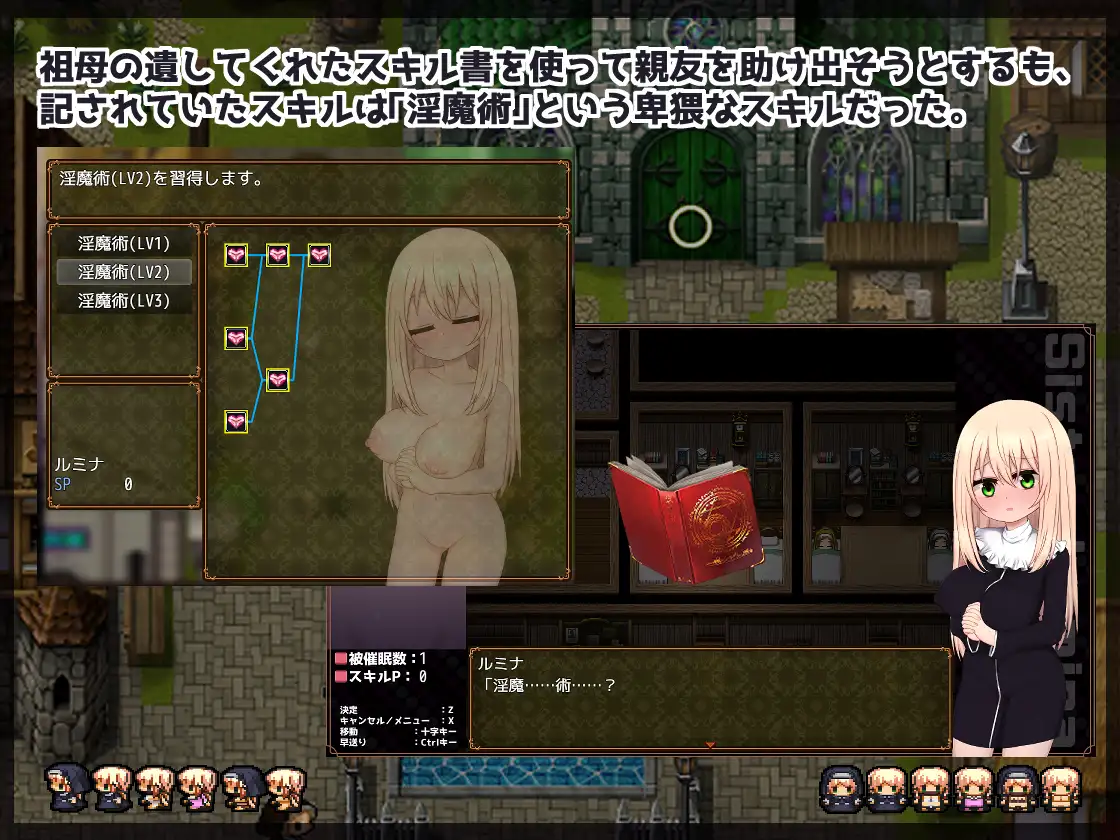 祖母の遺してくれたスキル書を使って親友を助け出そうとするも、
記されていたスキルは「淫魔術」という卑猥なスキルだった。
淫魔術(LV2)を習得します。
淫魔術(LV1)
淫魔術(LV2)
淫魔術(LV3)
ルミナ
SP 0
被催眠数：1
スキルP： 0
決定 ：Z
キャンセル／メニュー ：X
移動 ：十字キー
早送り ：Ctrlキー
ルミナ
「淫魔……術……？